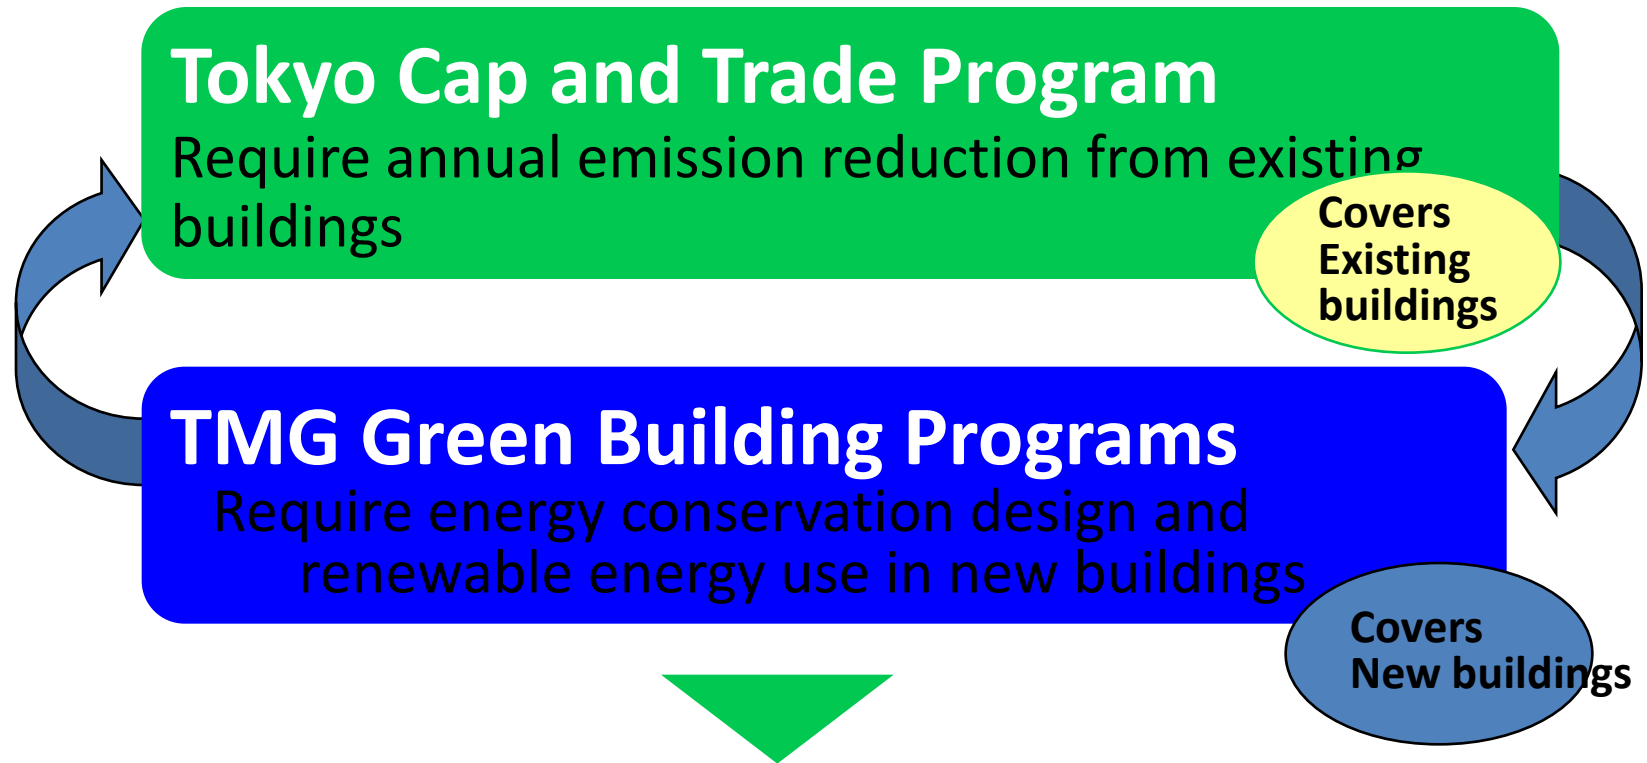 Tokyo Cap and Trade Program
Require annual emission reduction from existing
buildings
Covers
Existing
buildings
TMG Green Building Programs
Require energy conservation design and
renewable energy use in new buildings
Covers
New buildings